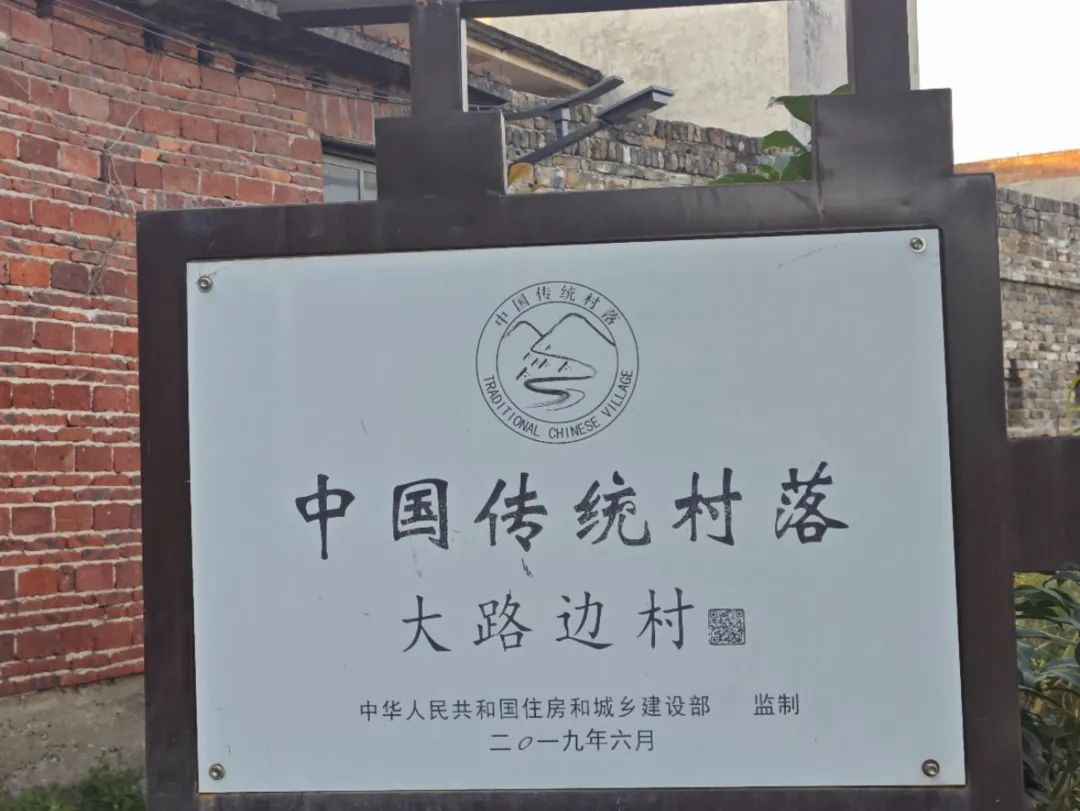 中国传统村落
TRADITIONAL CHINESE VILLAGE
中国传统村落
大路边村
中华人民共和国住房和城乡建设部 监制
二〇一九年六月